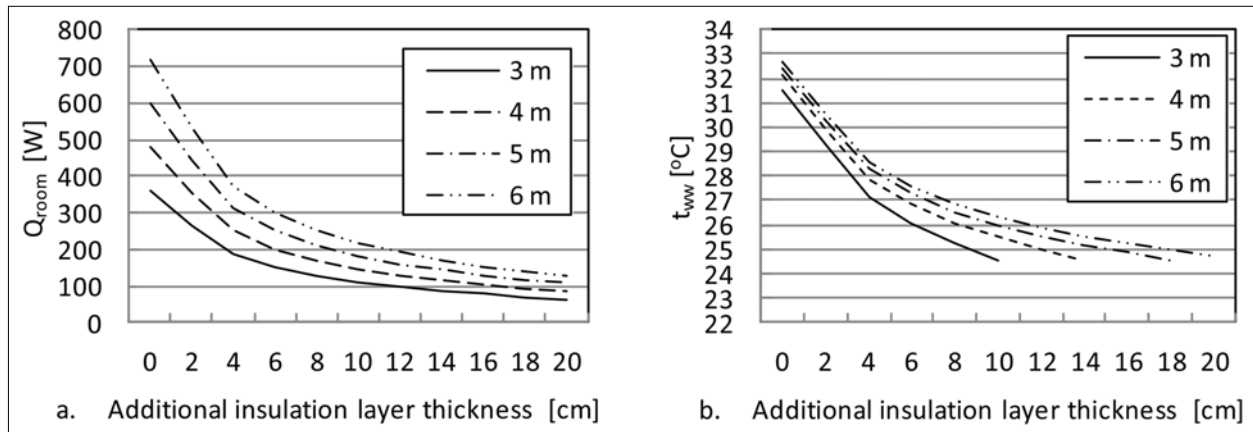 800
700
600
500
400
300
200
100
0
Q_room [W]
3 m
4 m
5 m
6 m
0 2 4 6 8 10 12 14 16 18 20
a. Additional insulation layer thickness [cm]
34
33
32
31
30
29
28
27
26
25
24
23
22
t_ww [°C]
3 m
4 m
5 m
6 m
0 2 4 6 8 10 12 14 16 18 20
b. Additional insulation layer thickness [cm]